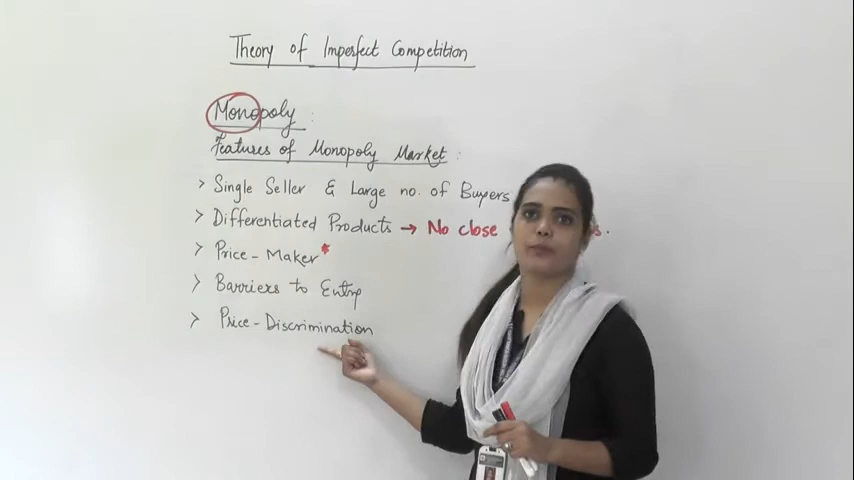 Theory of Imperfect Competition
Monopoly :
Features of Monopoly Market :
> Single Seller & Large no. of Buyers
> Differentiated Products → No close s.
> Price - Maker *
> Barriers to Entry
> Price - Discrimination